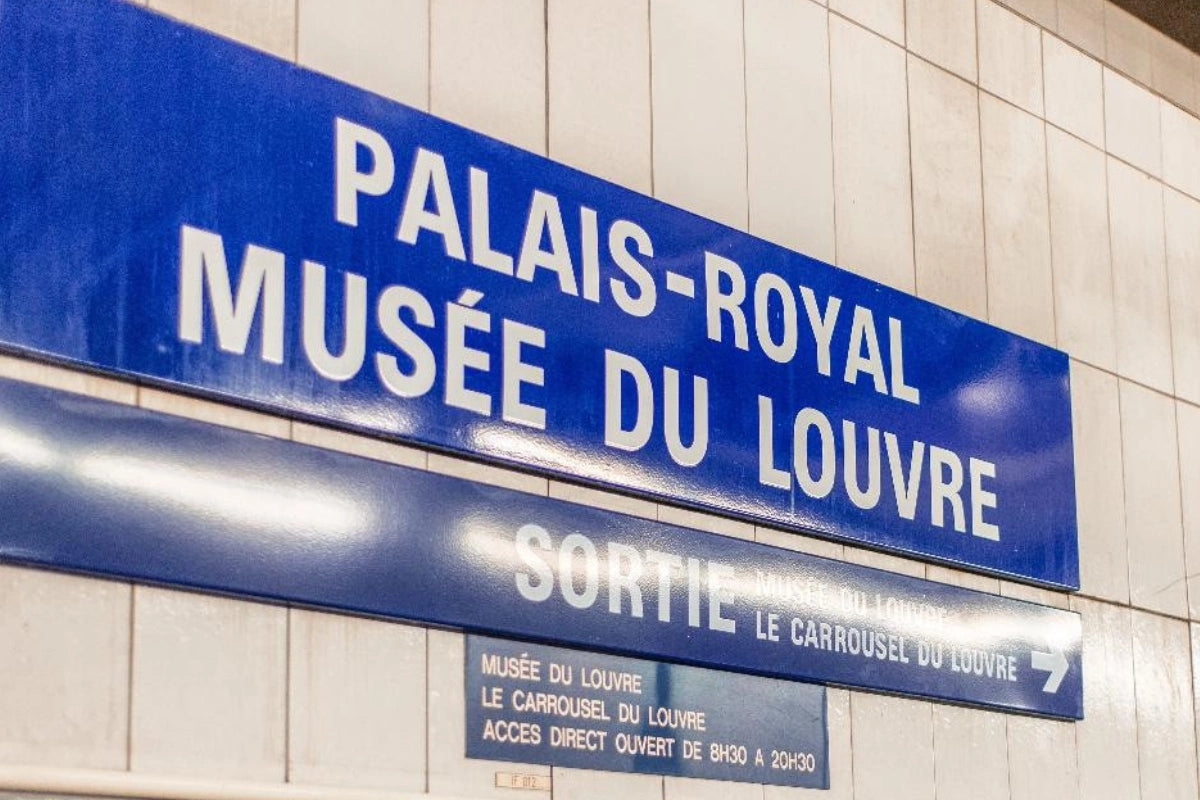 PALAIS-ROYAL
MUSÉE DU LOUVRE
SORTIE
MUSÉE DU LOUVRE
LE CARROUSEL DU LOUVRE
MUSÉE DU LOUVRE
LE CARROUSEL DU LOUVRE
ACCES DIRECT OUVERT DE 8H30 A 20H30